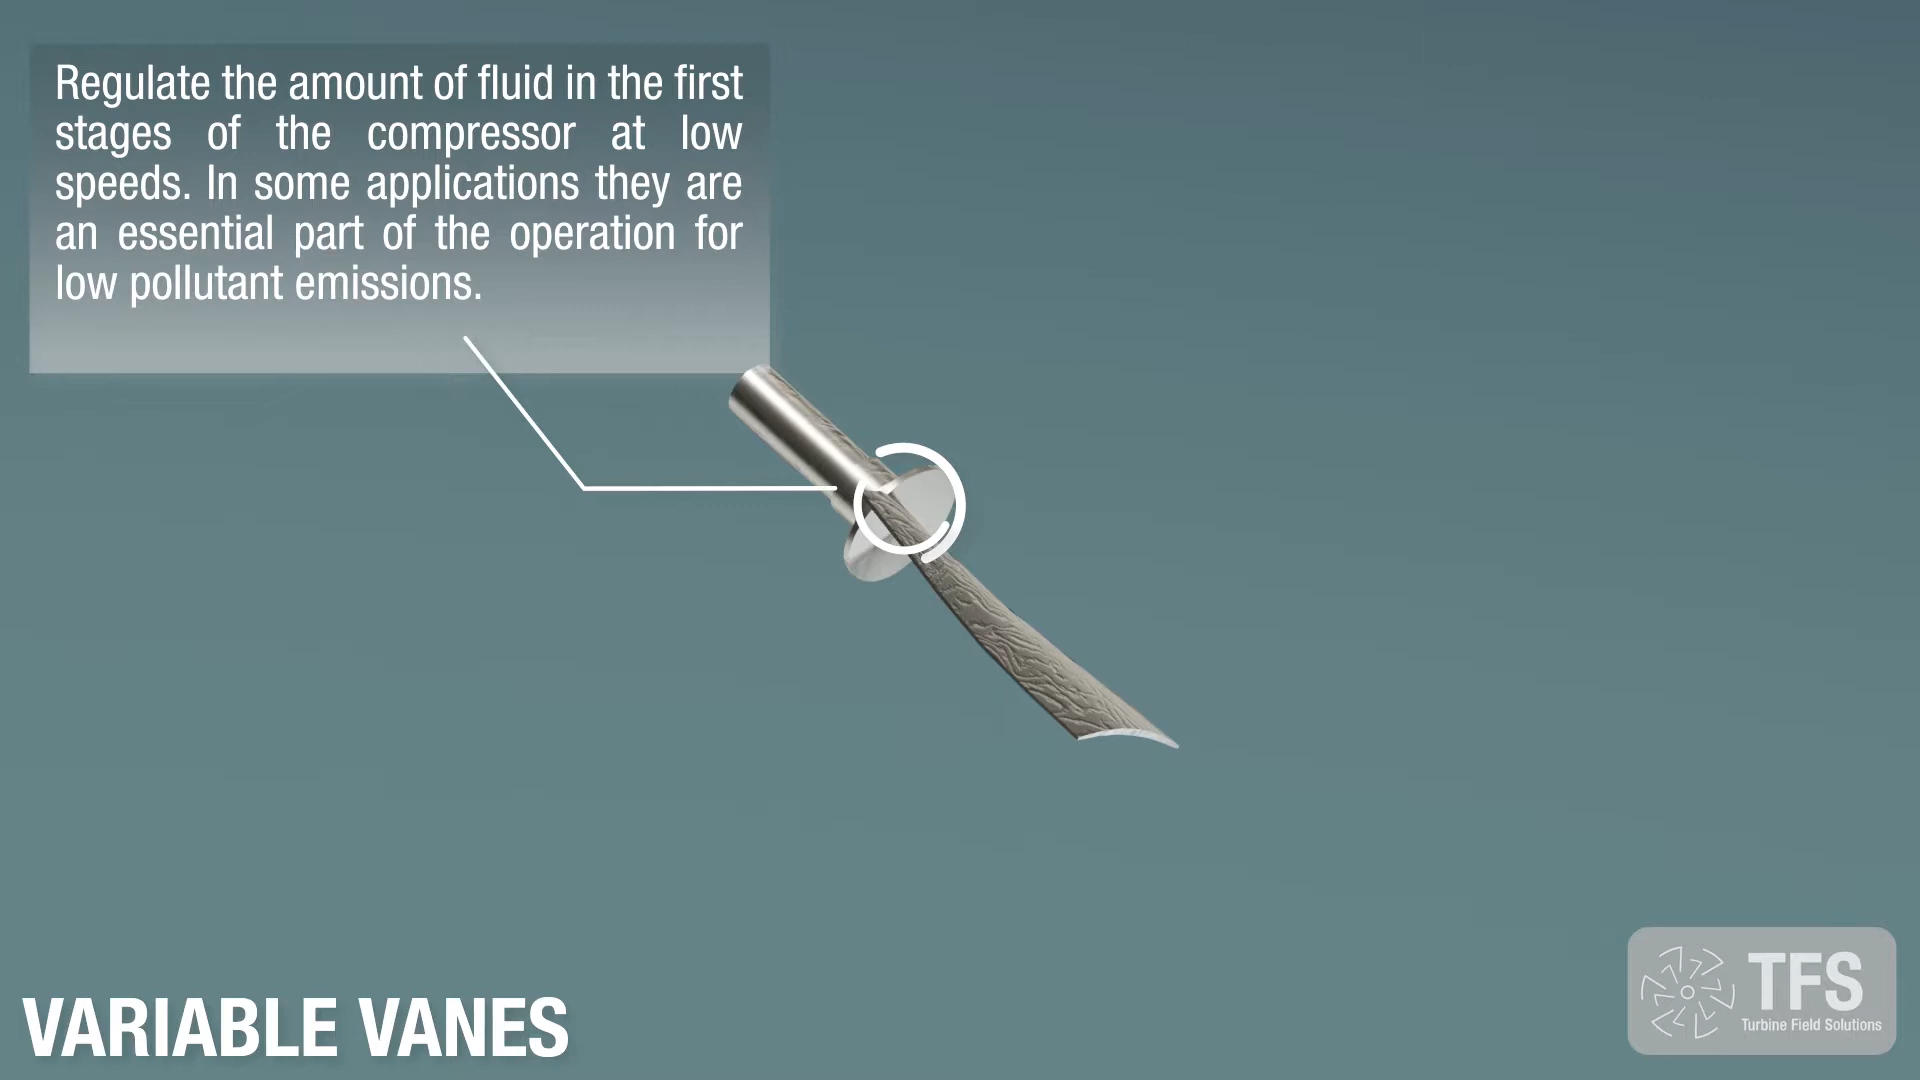 Regulate the amount of fluid in the first
stages of the compressor at low
speeds. In some applications they are
an essential part of the operation for
low pollutant emissions.
VARIABLE VANES
TFS
Turbine Field Solutions